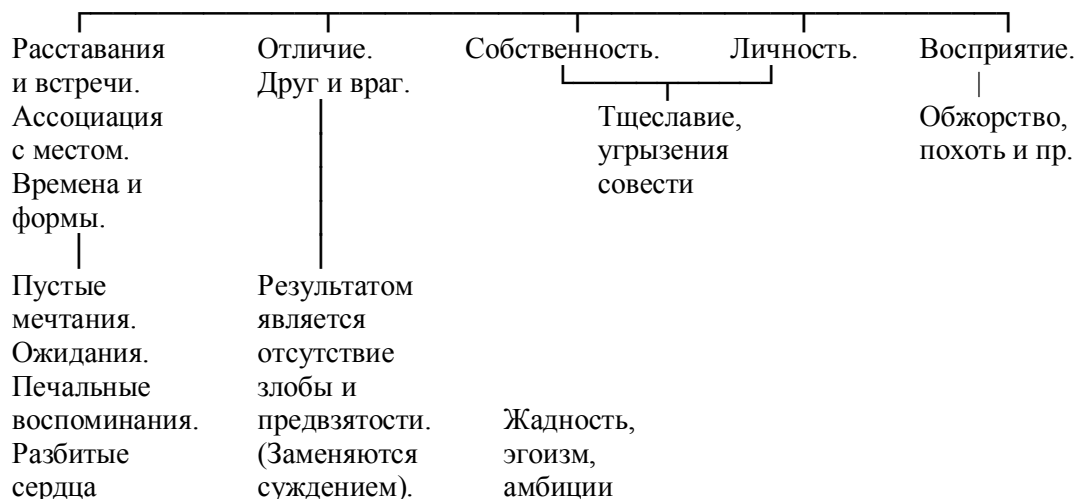 Расставания
и встречи.
Ассоциация
с местом.
Времена и
формы.
Отличие.
Друг и враг.
Собственность.
Личность.
Восприятие.
Тщеславие,
угрызения
совести
Обжорство,
похоть и пр.
Пустые
мечтания.
Ожидания.
Печальные
воспоминания.
Разбитые
сердца
Результатом
является
отсутствие
злобы и
предвзятости.
(Заменяются
суждением).
Жадность,
эгоизм,
амбиции